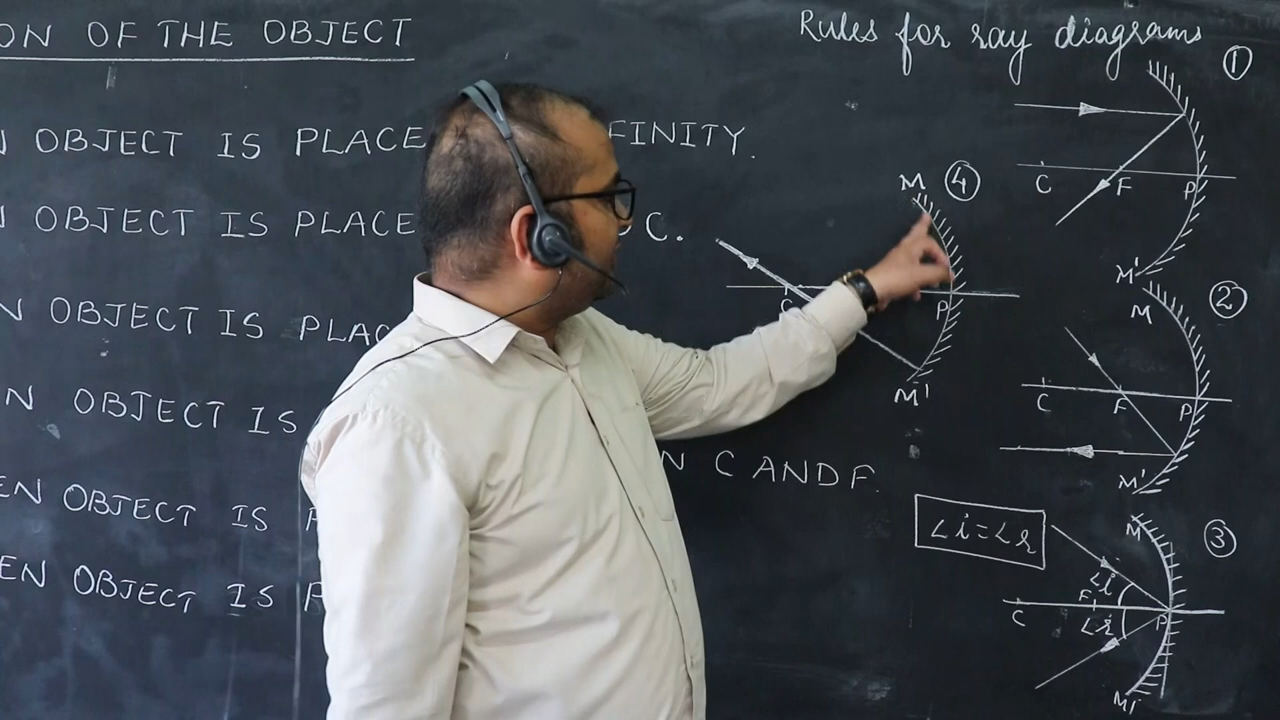 ON OF THE OBJECT
OBJECT IS PLACE FINITY.
OBJECT IS PLACE C.
N OBJECT IS PLAC
N OBJECT IS
N C AND F.
EN OBJECT IS
EN OBJECT IS
Rules for ray diagrams
1
C F P
M'
4
M
C P
M'
2
M
C F P
M'
3
∠i=∠r
M
∠i
C F P
∠r
M'